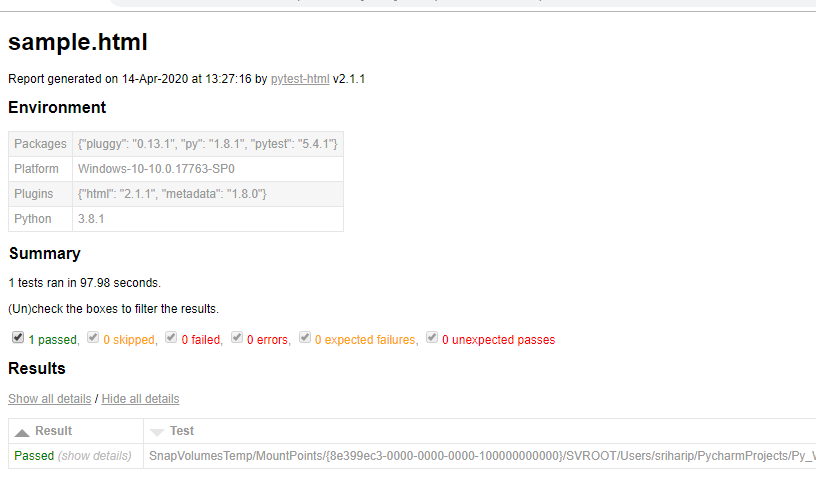 sample.html
Report generated on 14-Apr-2020 at 13:27:16 by pytest-html v2.1.1
Environment
Packages {"pluggy": "0.13.1", "py": "1.8.1", "pytest": "5.4.1"}
Platform Windows-10-10.0.17763-SP0
Plugins {"html": "2.1.1", "metadata": "1.8.0"}
Python 3.8.1
Summary
1 tests ran in 97.98 seconds.
(Un)check the boxes to filter the results.
1 passed, 0 skipped, 0 failed, 0 errors, 0 expected failures, 0 unexpected passes
Results
Show all details / Hide all details
Result Test
Passed (show details) SnapVolumesTemp/MountPoints/{8e399ec3-0000-0000-0000-100000000000}/SVROOT/Users/sriharip/PycharmProjects/Py_